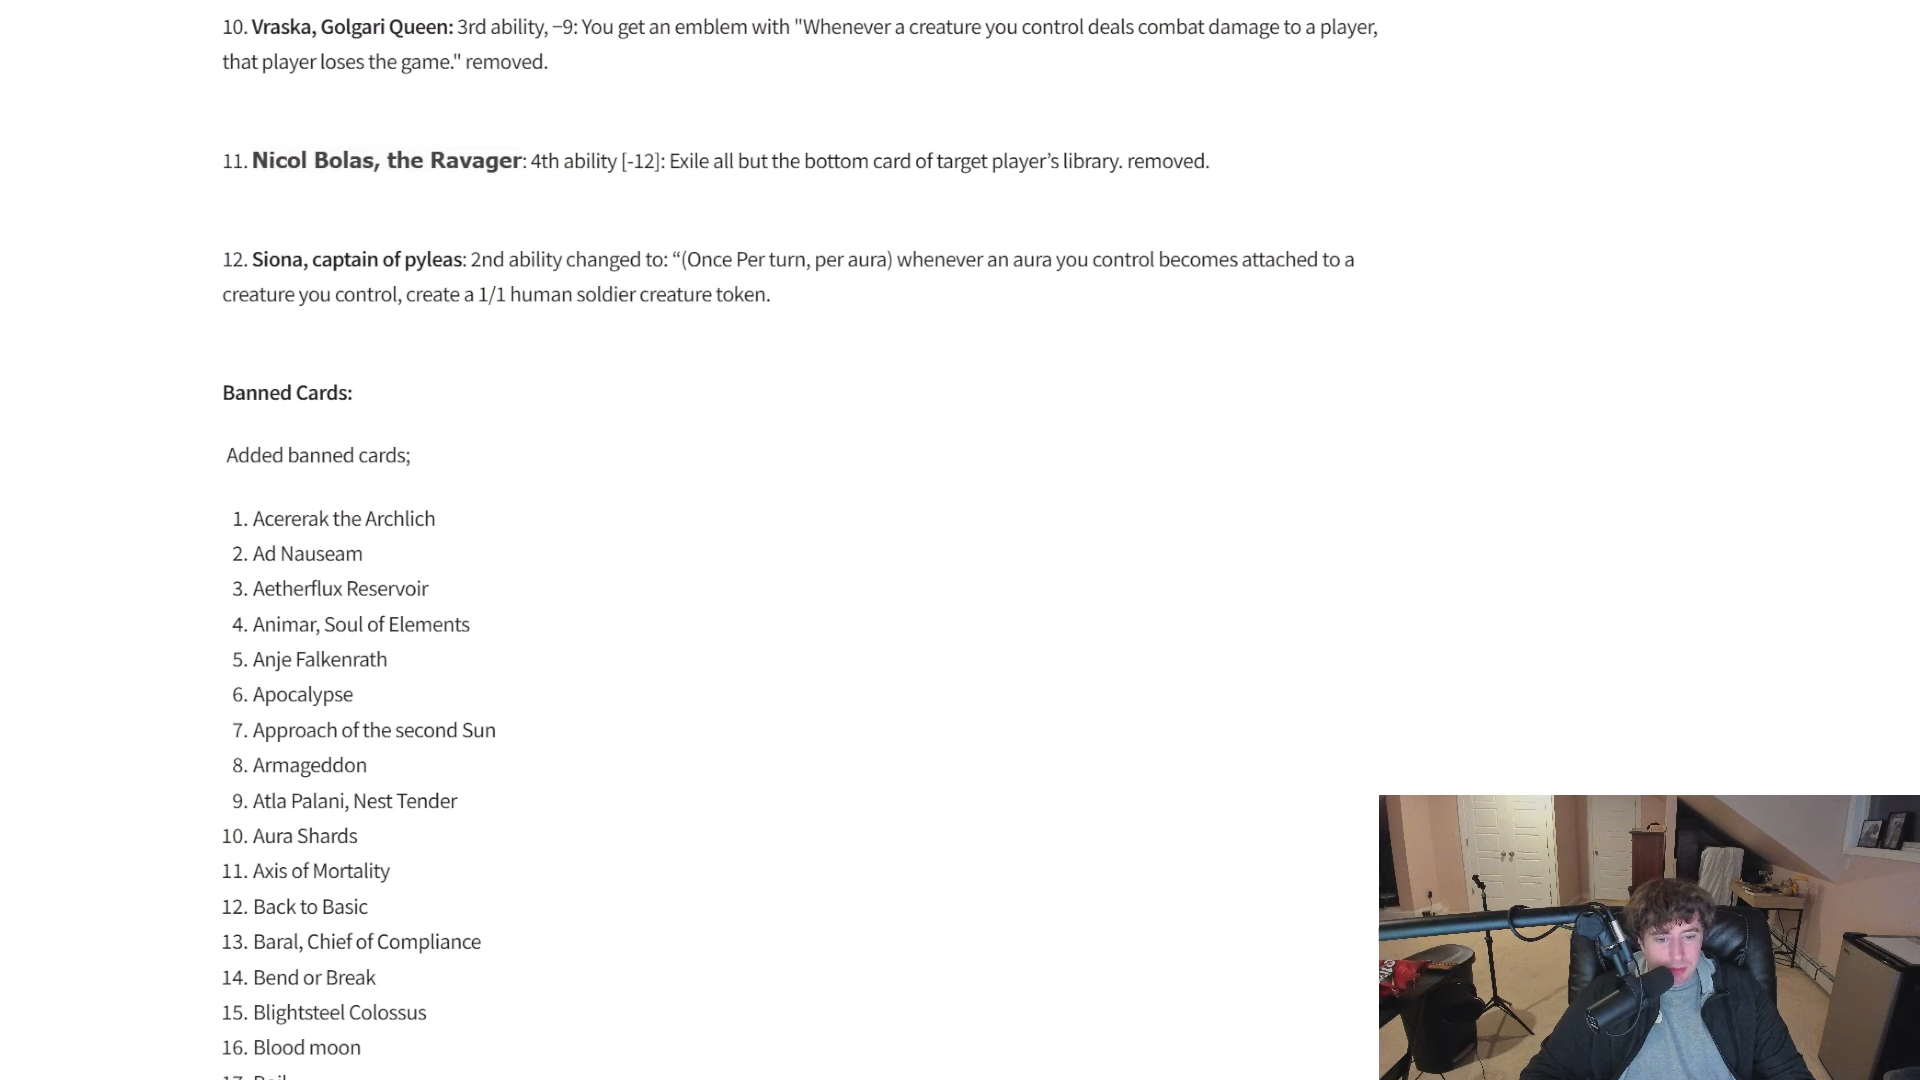 10. Vraska, Golgari Queen: 3rd ability, −9: You get an emblem with "Whenever a creature you control deals combat damage to a player,
that player loses the game." removed.
11. Nicol Bolas, the Ravager: 4th ability [-12]: Exile all but the bottom card of target player’s library. removed.
12. Siona, captain of pyleas: 2nd ability changed to: “(Once Per turn, per aura) whenever an aura you control becomes attached to a
creature you control, create a 1/1 human soldier creature token.
Banned Cards:
Added banned cards;
1. Acererak the Archlich
2. Ad Nauseam
3. Aetherflux Reservoir
4. Animar, Soul of Elements
5. Anje Falkenrath
6. Apocalypse
7. Approach of the second Sun
8. Armageddon
9. Atla Palani, Nest Tender
10. Aura Shards
11. Axis of Mortality
12. Back to Basic
13. Baral, Chief of Compliance
14. Bend or Break
15. Blightsteel Colossus
16. Blood moon